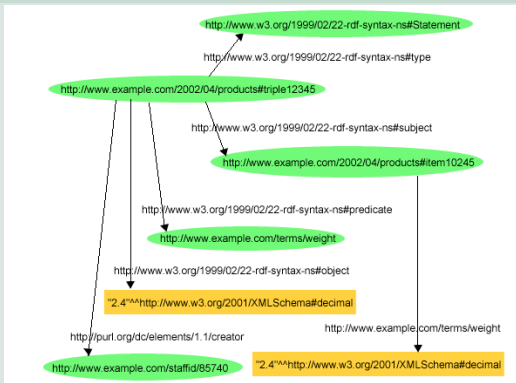 http://www.w3.org/1999/02/22-rdf-syntax-ns#Statement
http://www.w3.org/1999/02/22-rdf-syntax-ns#type
http://www.example.com/2002/04/products#triple12345
http://www.w3.org/1999/02/22-rdf-syntax-ns#subject
http://www.example.com/2002/04/products#item10245
http://www.w3.org/1999/02/22-rdf-syntax-ns#predicate
http://www.example.com/terms/weight
http://www.w3.org/1999/02/22-rdf-syntax-ns#object
"2.4"^^http://www.w3.org/2001/XMLSchema#decimal
http://www.example.com/terms/weight
http://purl.org/dc/elements/1.1/creator
http://www.example.com/staffid/85740
"2.4"^^http://www.w3.org/2001/XMLSchema#decimal